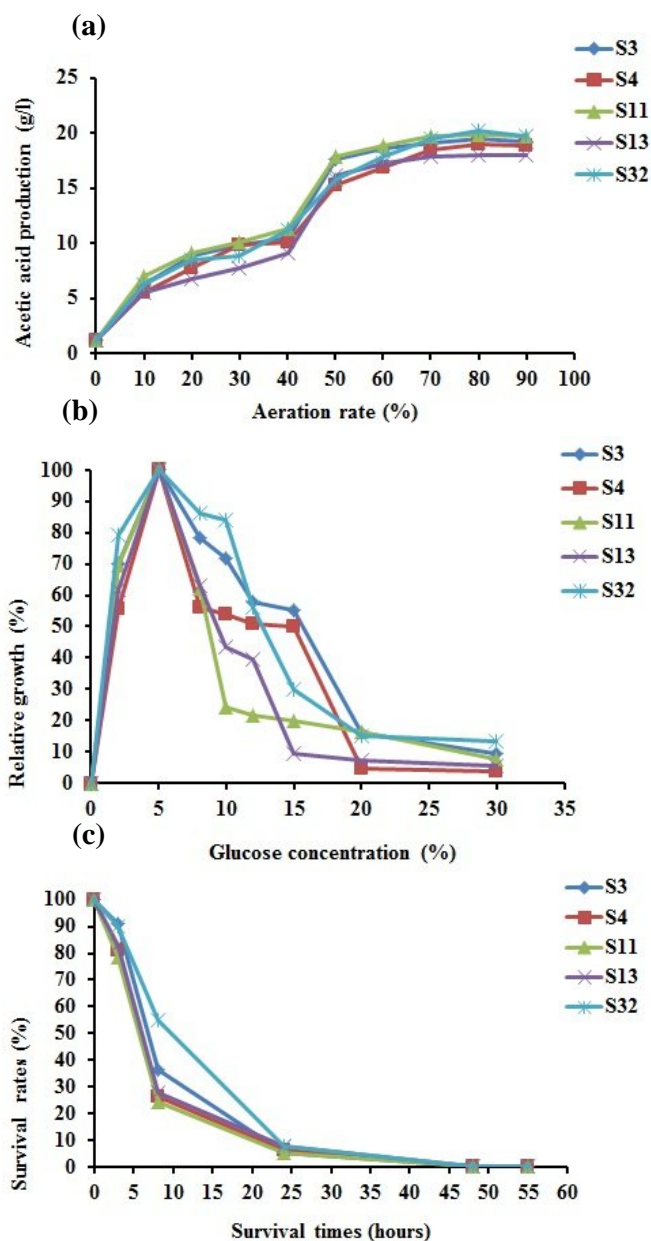 (a)
S3
S4
S11
S13
S32
25
20
15
10
5
0
Acetic acid production (g/l)
0 10 20 30 40 50 60 70 80 90 100
Aeration rate (%)
(b)
S3
S4
S11
S13
S32
100
90
80
70
60
50
40
30
20
10
0
Relative growth (%)
0 5 10 15 20 25 30 35
Glucose concentration (%)
(c)
S3
S4
S11
S13
S32
100
90
80
70
60
50
40
30
20
10
0
Survival rates (%)
0 5 10 15 20 25 30 35 40 45 50 55 60
Survival times (hours)